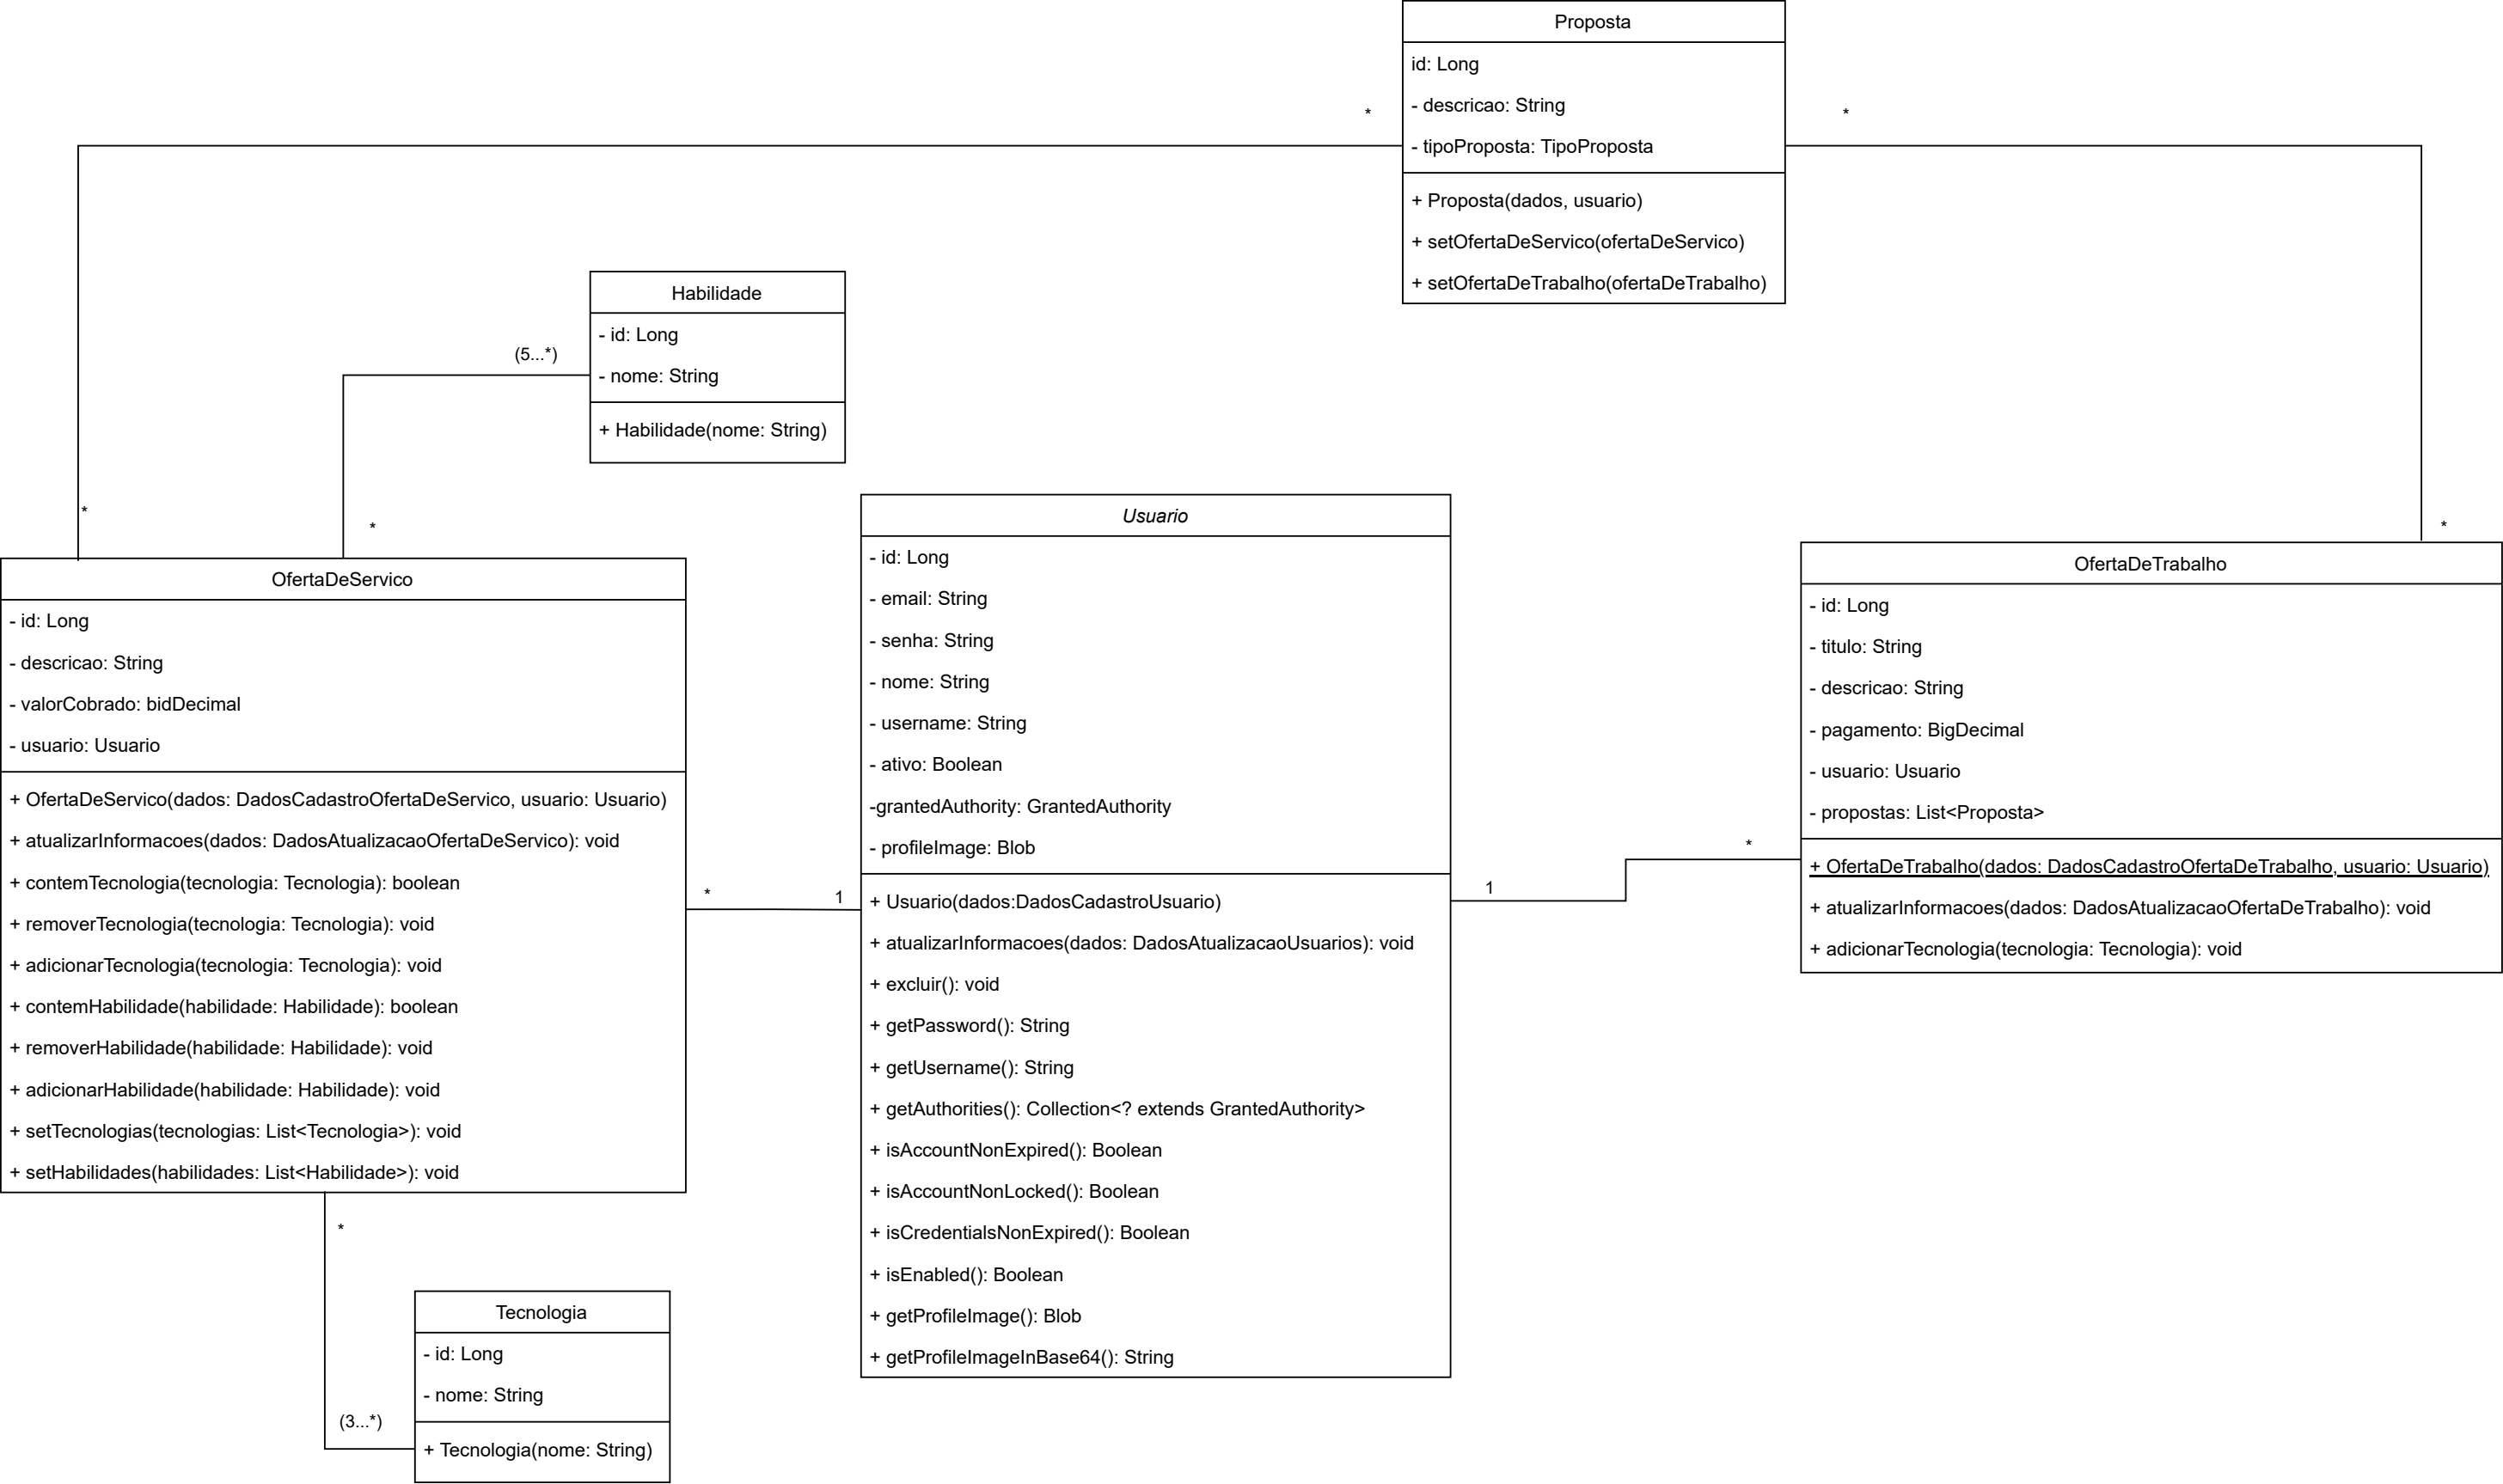 Proposta
id: Long
- descricao: String
- tipoProposta: TipoProposta
+ Proposta(dados, usuario)
+ setOfertaDeServico(ofertaDeServico)
+ setOfertaDeTrabalho(ofertaDeTrabalho)
*
*
Habilidade
- id: Long
- nome: String
+ Habilidade(nome: String)
(5...*)
*
*
*
OfertaDeServico
- id: Long
- descricao: String
- valorCobrado: bidDecimal
- usuario: Usuario
+ OfertaDeServico(dados: DadosCadastroOfertaDeServico, usuario: Usuario)
+ atualizarInformacoes(dados: DadosAtualizacaoOfertaDeServico): void
+ contemTecnologia(tecnologia: Tecnologia): boolean
+ removerTecnologia(tecnologia: Tecnologia): void
+ adicionarTecnologia(tecnologia: Tecnologia): void
+ contemHabilidade(habilidade: Habilidade): boolean
+ removerHabilidade(habilidade: Habilidade): void
+ adicionarHabilidade(habilidade: Habilidade): void
+ setTecnologias(tecnologias: List<Tecnologia>): void
+ setHabilidades(habilidades: List<Habilidade>): void
*
1
Usuario
- id: Long
- email: String
- senha: String
- nome: String
- username: String
- ativo: Boolean
-grantedAuthority: GrantedAuthority
- profileImage: Blob
+ Usuario(dados:DadosCadastroUsuario)
+ atualizarInformacoes(dados: DadosAtualizacaoUsuarios): void
+ excluir(): void
+ getPassword(): String
+ getUsername(): String
+ getAuthorities(): Collection<? extends GrantedAuthority>
+ isAccountNonExpired(): Boolean
+ isAccountNonLocked(): Boolean
+ isCredentialsNonExpired(): Boolean
+ isEnabled(): Boolean
+ getProfileImage(): Blob
+ getProfileImageInBase64(): String
1
*
OfertaDeTrabalho
- id: Long
- titulo: String
- descricao: String
- pagamento: BigDecimal
- usuario: Usuario
- propostas: List<Proposta>
+ OfertaDeTrabalho(dados: DadosCadastroOfertaDeTrabalho, usuario: Usuario)
+ atualizarInformacoes(dados: DadosAtualizacaoOfertaDeTrabalho): void
+ adicionarTecnologia(tecnologia: Tecnologia): void
*
(3...*)
Tecnologia
- id: Long
- nome: String
+ Tecnologia(nome: String)